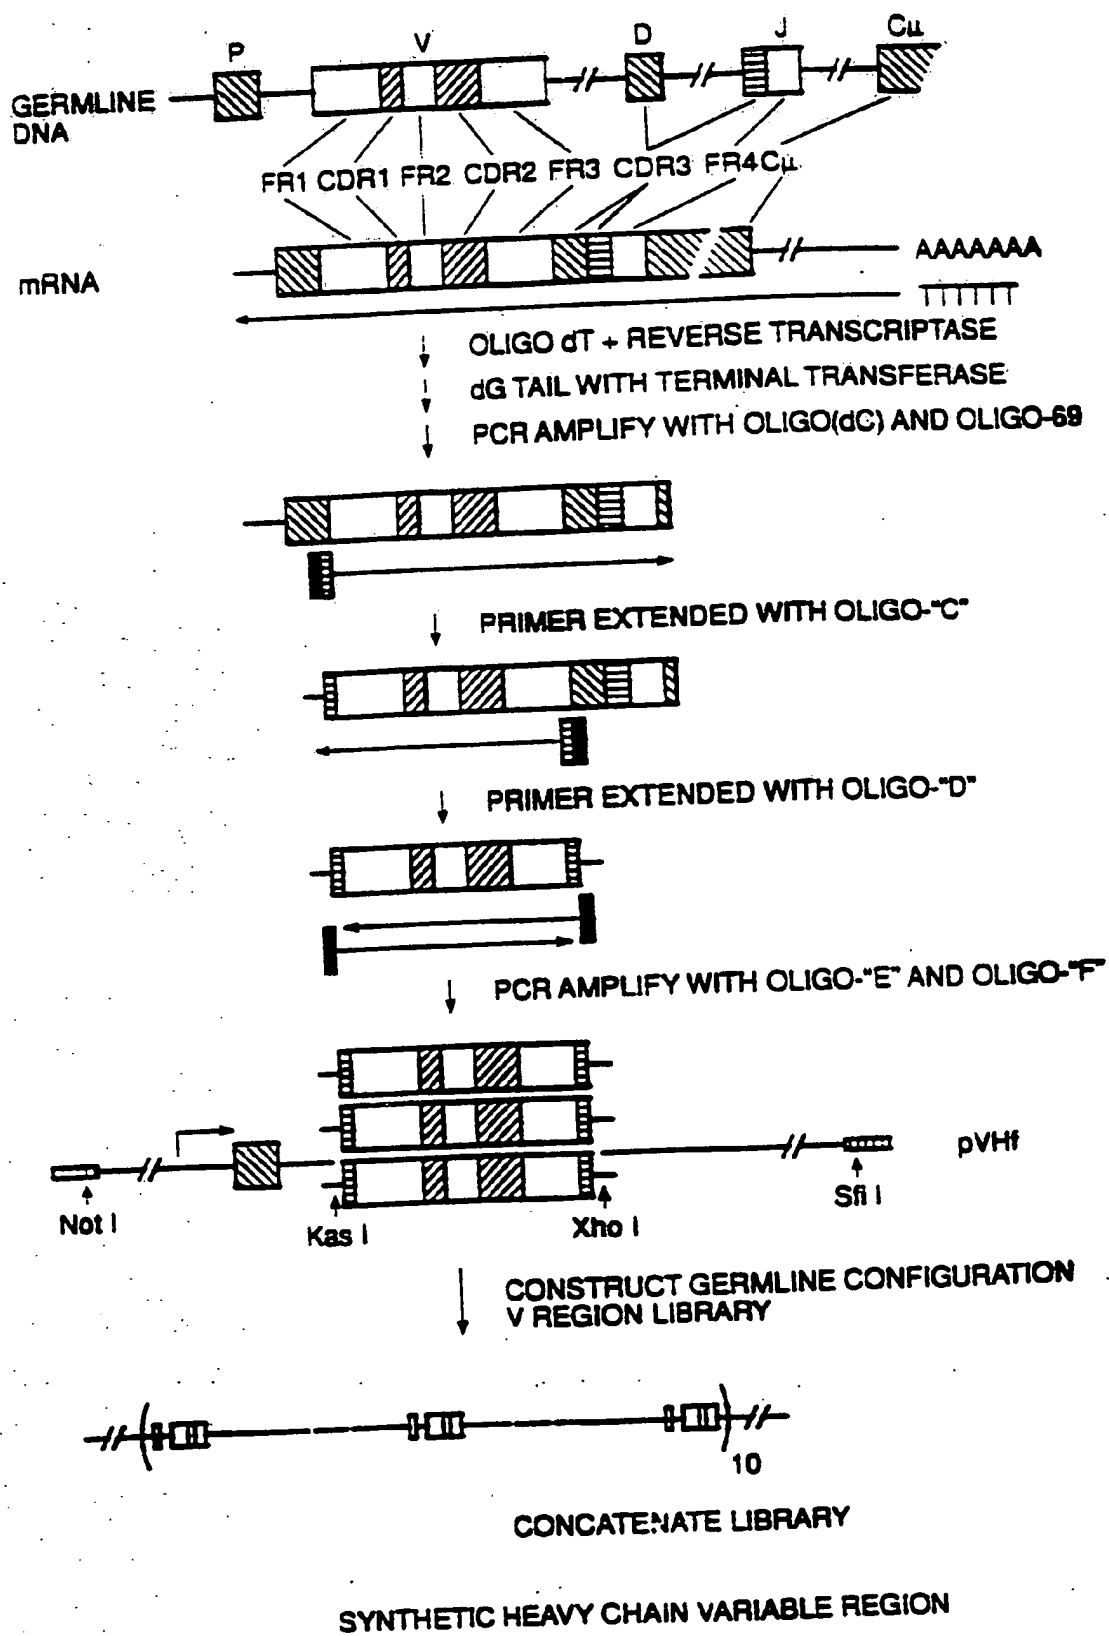 P V D J Cμ
GERMLINE
DNA
FR1 CDR1 FR2 CDR2 FR3 CDR3 FR4 Cμ
mRNA
AAAAAAA
TTTTTT
OLIGO dT + REVERSE TRANSCRIPTASE
dG TAIL WITH TERMINAL TRANSFERASE
PCR AMPLIFY WITH OLIGO(dC) AND OLIGO-69
PRIMER EXTENDED WITH OLIGO-"C"
PRIMER EXTENDED WITH OLIGO-"D"
PCR AMPLIFY WITH OLIGO-"E" AND OLIGO-"F"
pVHf
Not I Kas I Xho I Sfi I
CONSTRUCT GERMLINE CONFIGURATION
V REGION LIBRARY
10
CONCATENATE LIBRARY
SYNTHETIC HEAVY CHAIN VARIABLE REGION